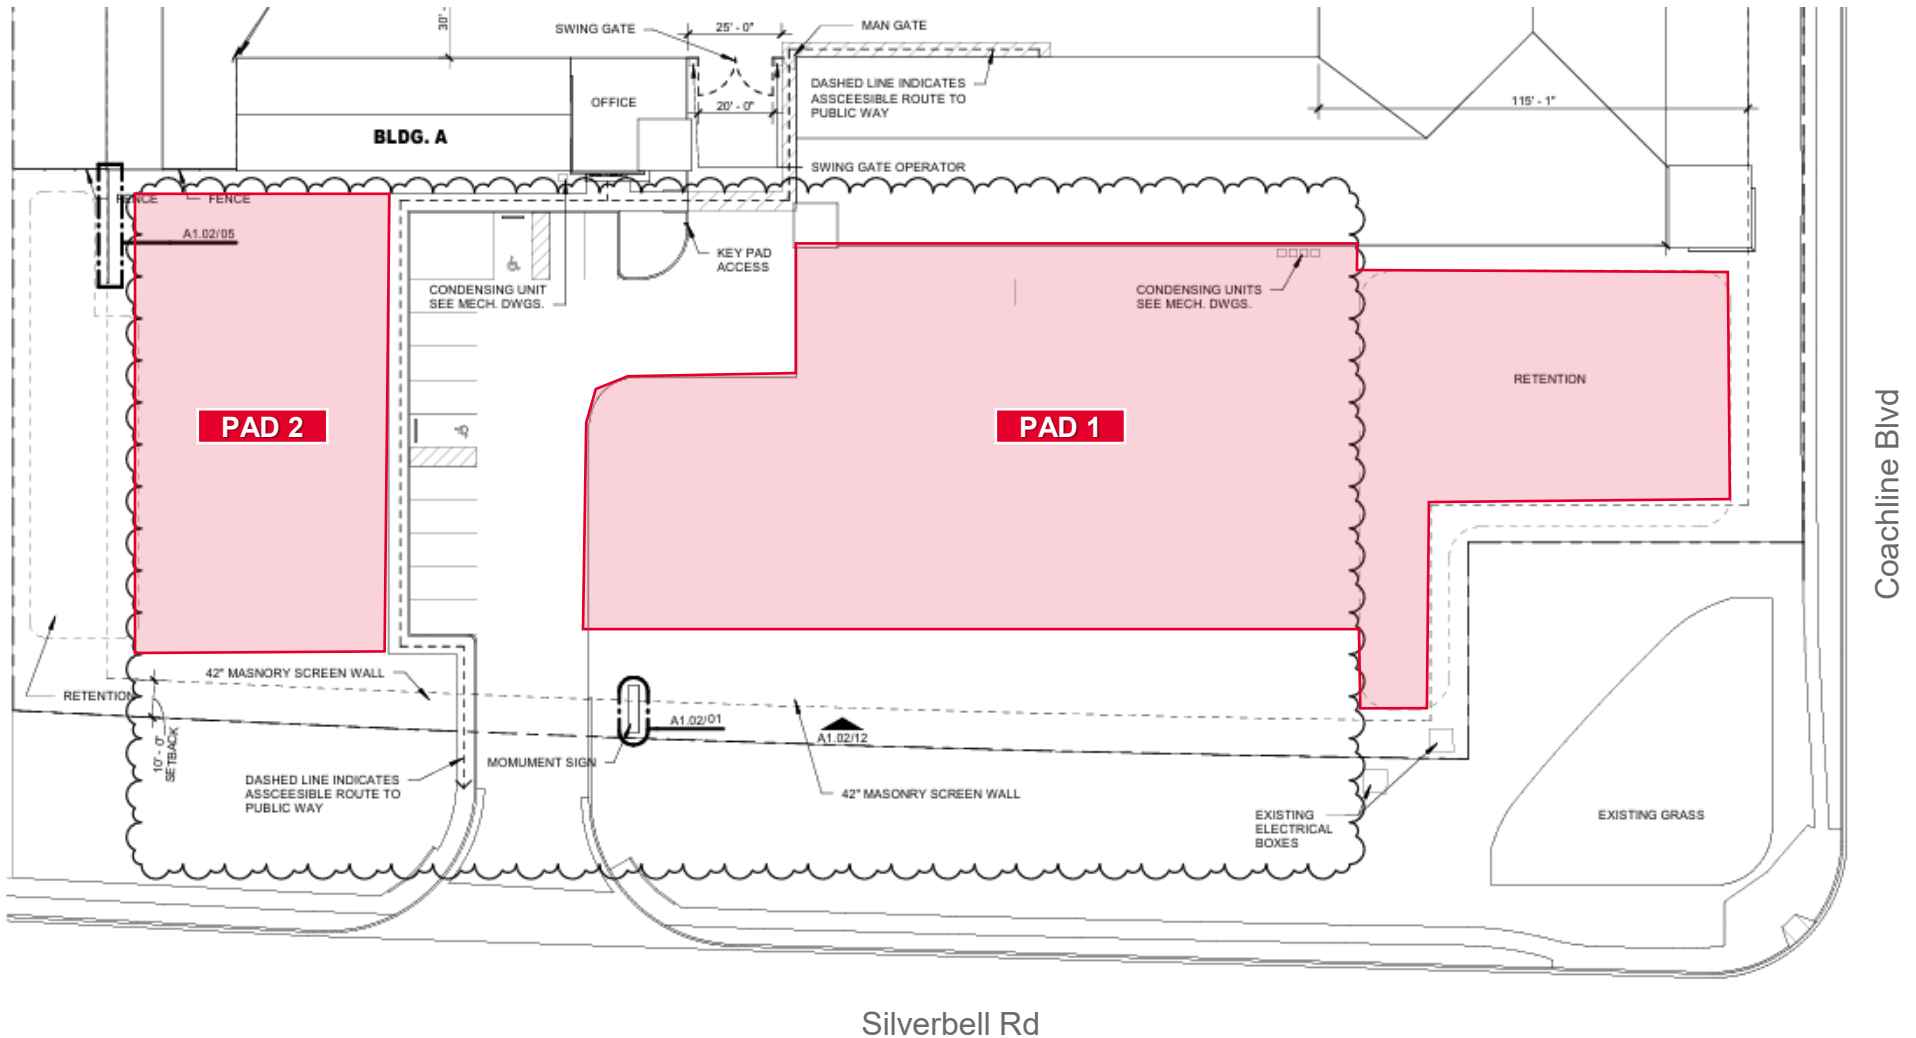 30'-
SWING GATE
25' - 0"
MAN GATE
OFFICE
BLDG. A
20' - 0"
DASHED LINE INDICATES
ASSCEESIBLE ROUTE TO
PUBLIC WAY
115' - 1"
SWING GATE OPERATOR
FENCE
FENCE
A1.02/05
KEY PAD
ACCESS
CONDENSING UNIT
SEE MECH. DWGS.
CONDENSING UNITS
SEE MECH. DWGS.
RETENTION
PAD 2
PAD 1
Coachline Blvd
42" MASNORY SCREEN WALL
RETENTION
10' - 0"
SETBACK
A1.02/01
A1.02/12
MOMUMENT SIGN
DASHED LINE INDICATES
ASSCEESIBLE ROUTE TO
PUBLIC WAY
42" MASONRY SCREEN WALL
EXISTING
ELECTRICAL
BOXES
EXISTING GRASS
Silverbell Rd